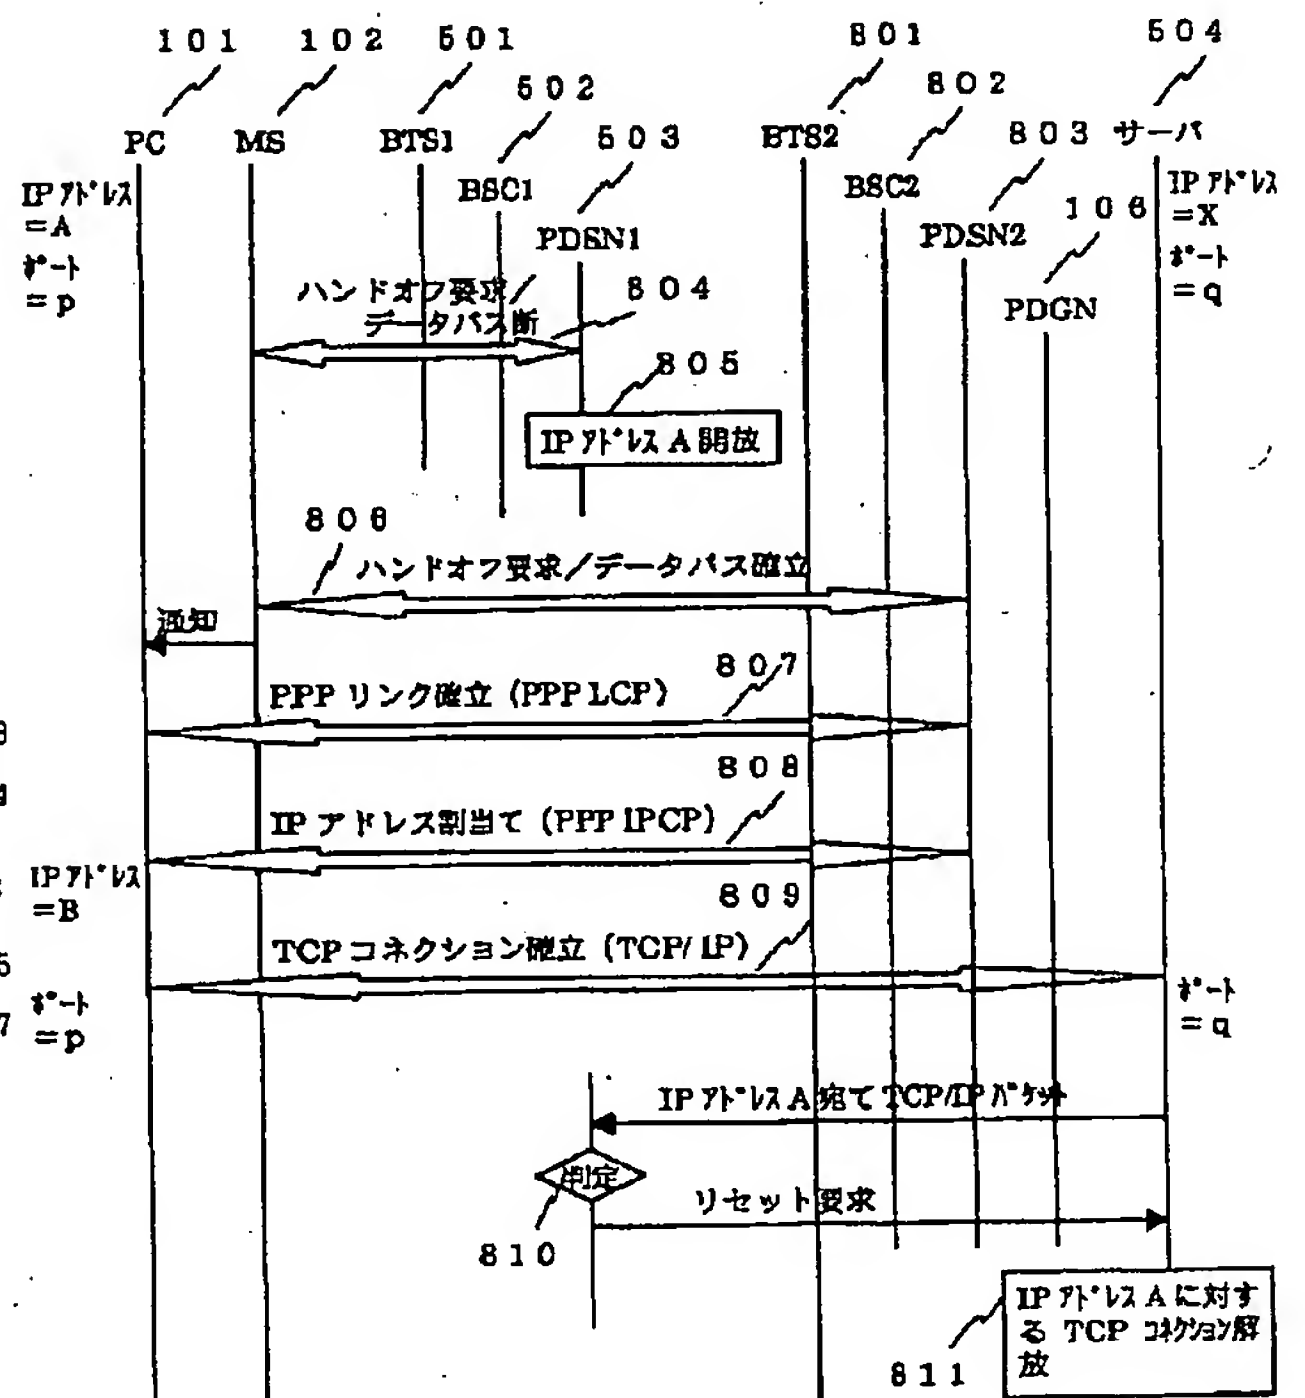 101
102
501
502
503
801
802
803
504
PC
MS
BTS1
BSC1
PDSN1
BTS2
BSC2
PDSN2
サーバ
106
PDGN
IPアドレス
=A
ポート
=p
IPアドレス
=X
ポート
=q
ハンドオフ要求/
データパス断
804
805
IPアドレスA開放
806
ハンドオフ要求/データパス確立
通知
807
PPPリンク確立 (PPP LCP)
808
IPアドレス割当て (PPP IPCP)
IPアドレス
=B
809
TCPコネクション確立 (TCP/IP)
ポート
=p
ポート
=q
IPアドレスA宛てTCP/IPパケット
判定
リセット要求
810
IPアドレスAに対す
る TCP コネクション解
放
811